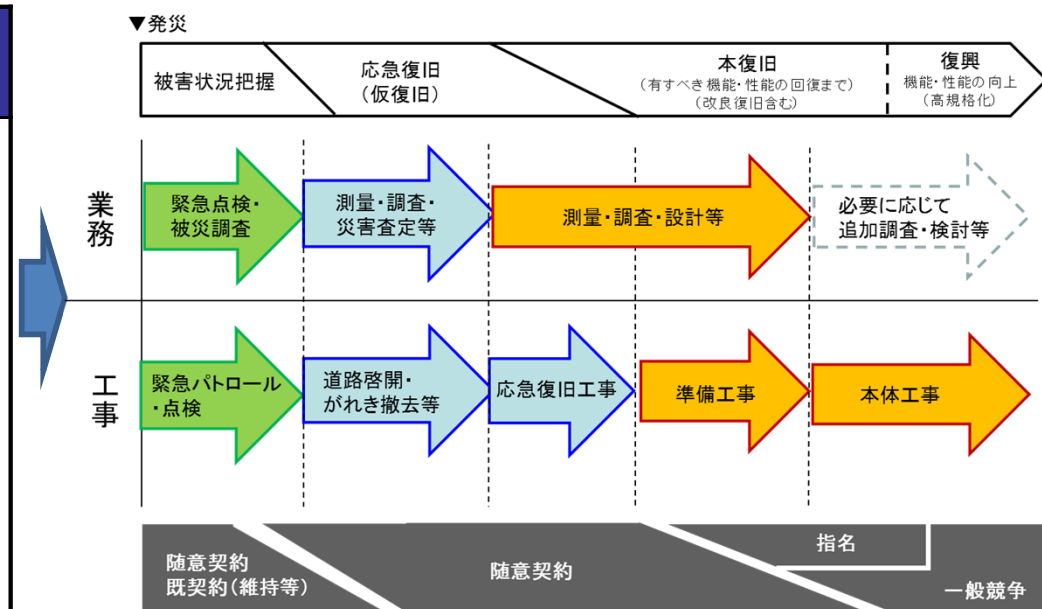 ▼発災
被害状況把握
応急復旧
(仮復旧)
本復旧
(有すべき機能・性能の回復まで)
(改良復旧含む)
復興
機能・性能の向上
(高規格化)
業務
緊急点検・
被災調査
測量・調査・
災害査定等
測量・調査・設計等
必要に応じて
追加調査・検討等
工事
緊急パトロール
・点検
道路啓開・
がれき撤去等
応急復旧工事
準備工事
本体工事
随意契約
既契約(維持等)
随意契約
指名
一般競争